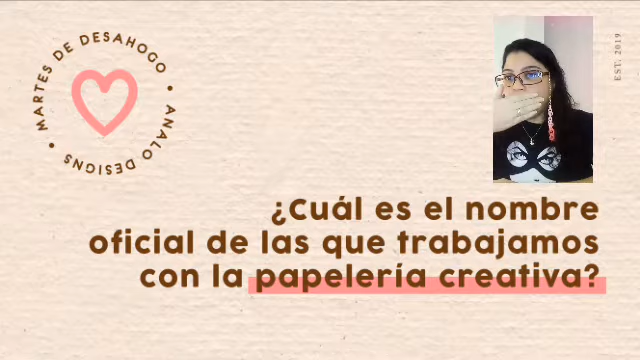 MARTES DE DESAHOGO • ANALO DESIGNS •
EST. 2019
¿Cuál es el nombre
oficial de las que trabajamos
con la papelería creativa?